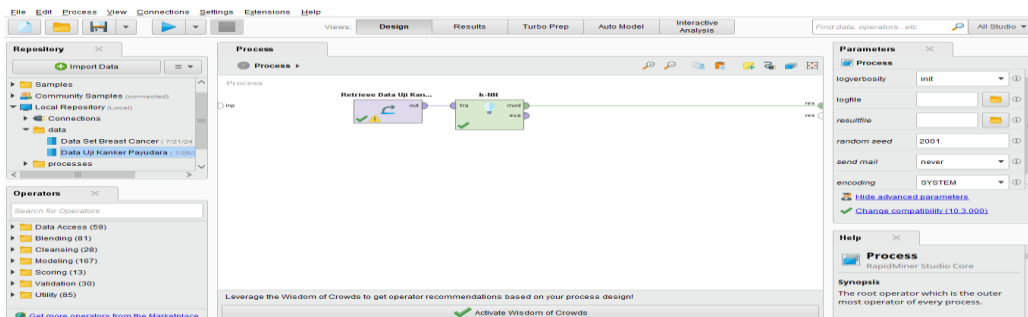 File Edit Process View Connections Settings Extensions Help
Views: Design Results Turbo Prep Auto Model Interactive Analysis
Find data, operators...etc All Studio
Repository
Import Data
Samples
Community Samples (connected)
Local Repository (Local)
Connections
data
Data Set Breast Cancer (7/21/24
Data Uji Kanker Payudara
processes
Operators
Search for Operators
Data Access (59)
Blending (81)
Cleansing (28)
Modeling (167)
Scoring (13)
Validation (30)
Utility (85)
Get more operators from the Marketplace
Process
Process
Process
inp
Retrieve Data Uji Kan...
out
k-NN
tra mod
exa
res
res
Leverage the Wisdom of Crowds to get operator recommendations based on your process design!
Activate Wisdom of Crowds
Parameters
Process
logverbosity init
logfile
resultfile
random seed 2001
send mail never
encoding SYSTEM
Hide advanced parameters
Change compatibility (10.3.000)
Help
Process
RapidMiner Studio Core
Synopsis
The root operator which is the outer
most operator of every process.